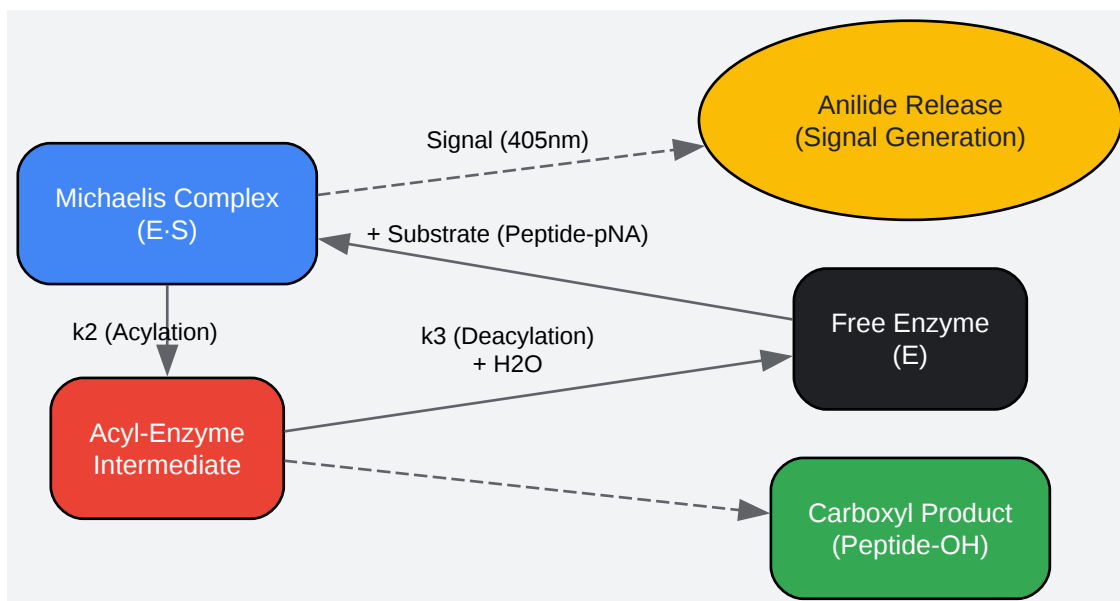 Anilide Release
(Signal Generation)
Signal (405nm)
Michaelis Complex
(E·S)
+ Substrate (Peptide-pNA)
Free Enzyme
(E)
k2 (Acylation)
k3 (Deacylation)
+ H2O
Acyl-Enzyme
Intermediate
Carboxyl Product
(Peptide-OH)